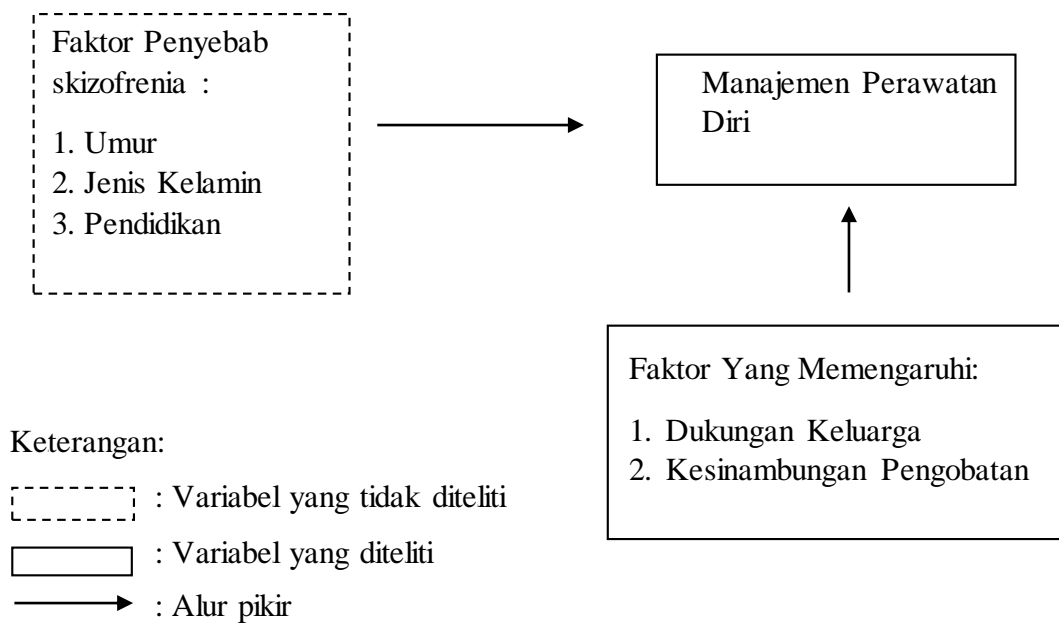 Faktor Penyebab
skizofrenia :
1. Umur
2. Jenis Kelamin
3. Pendidikan
Manajemen Perawatan
Diri
Faktor Yang Memengaruhi:
1. Dukungan Keluarga
2. Kesinambungan Pengobatan
Keterangan:
: Variabel yang tidak diteliti
: Variabel yang diteliti
: Alur pikir